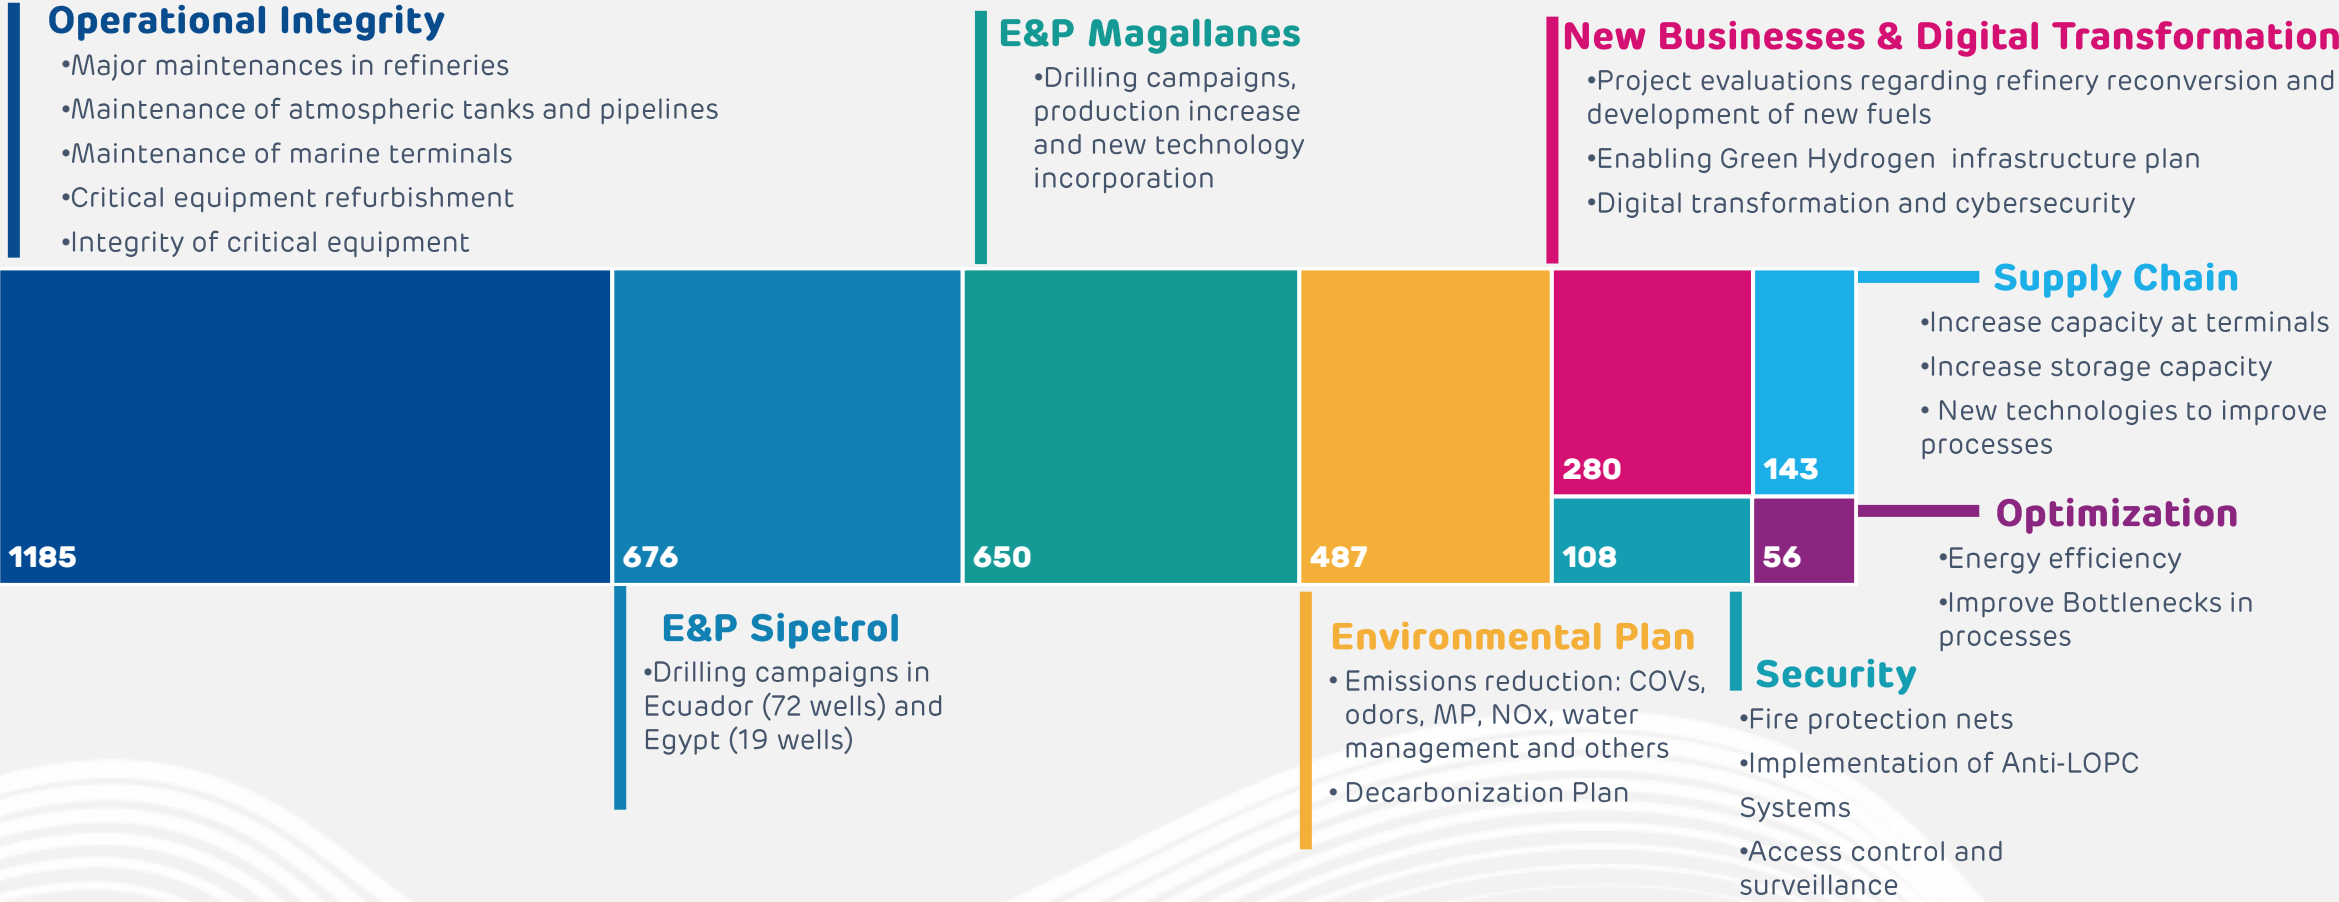 Operational Integrity
•Major maintenances in refineries
•Maintenance of atmospheric tanks and pipelines
•Maintenance of marine terminals
•Critical equipment refurbishment
•Integrity of critical equipment
E&P Magallanes
•Drilling campaigns,
production increase
and new technology
incorporation
New Businesses & Digital Transformation
•Project evaluations regarding refinery reconversion and
development of new fuels
•Enabling Green Hydrogen infrastructure plan
•Digital transformation and cybersecurity
1185
676
650
487
280
143
108
56
Supply Chain
•Increase capacity at terminals
•Increase storage capacity
• New technologies to improve
processes
Optimization
•Energy efficiency
•Improve Bottlenecks in
processes
E&P Sipetrol
•Drilling campaigns in
Ecuador (72 wells) and
Egypt (19 wells)
Environmental Plan
• Emissions reduction: COVs,
odors, MP, NOx, water
management and others
• Decarbonization Plan
Security
•Fire protection nets
•Implementation of Anti-LOPC
Systems
•Access control and
surveillance